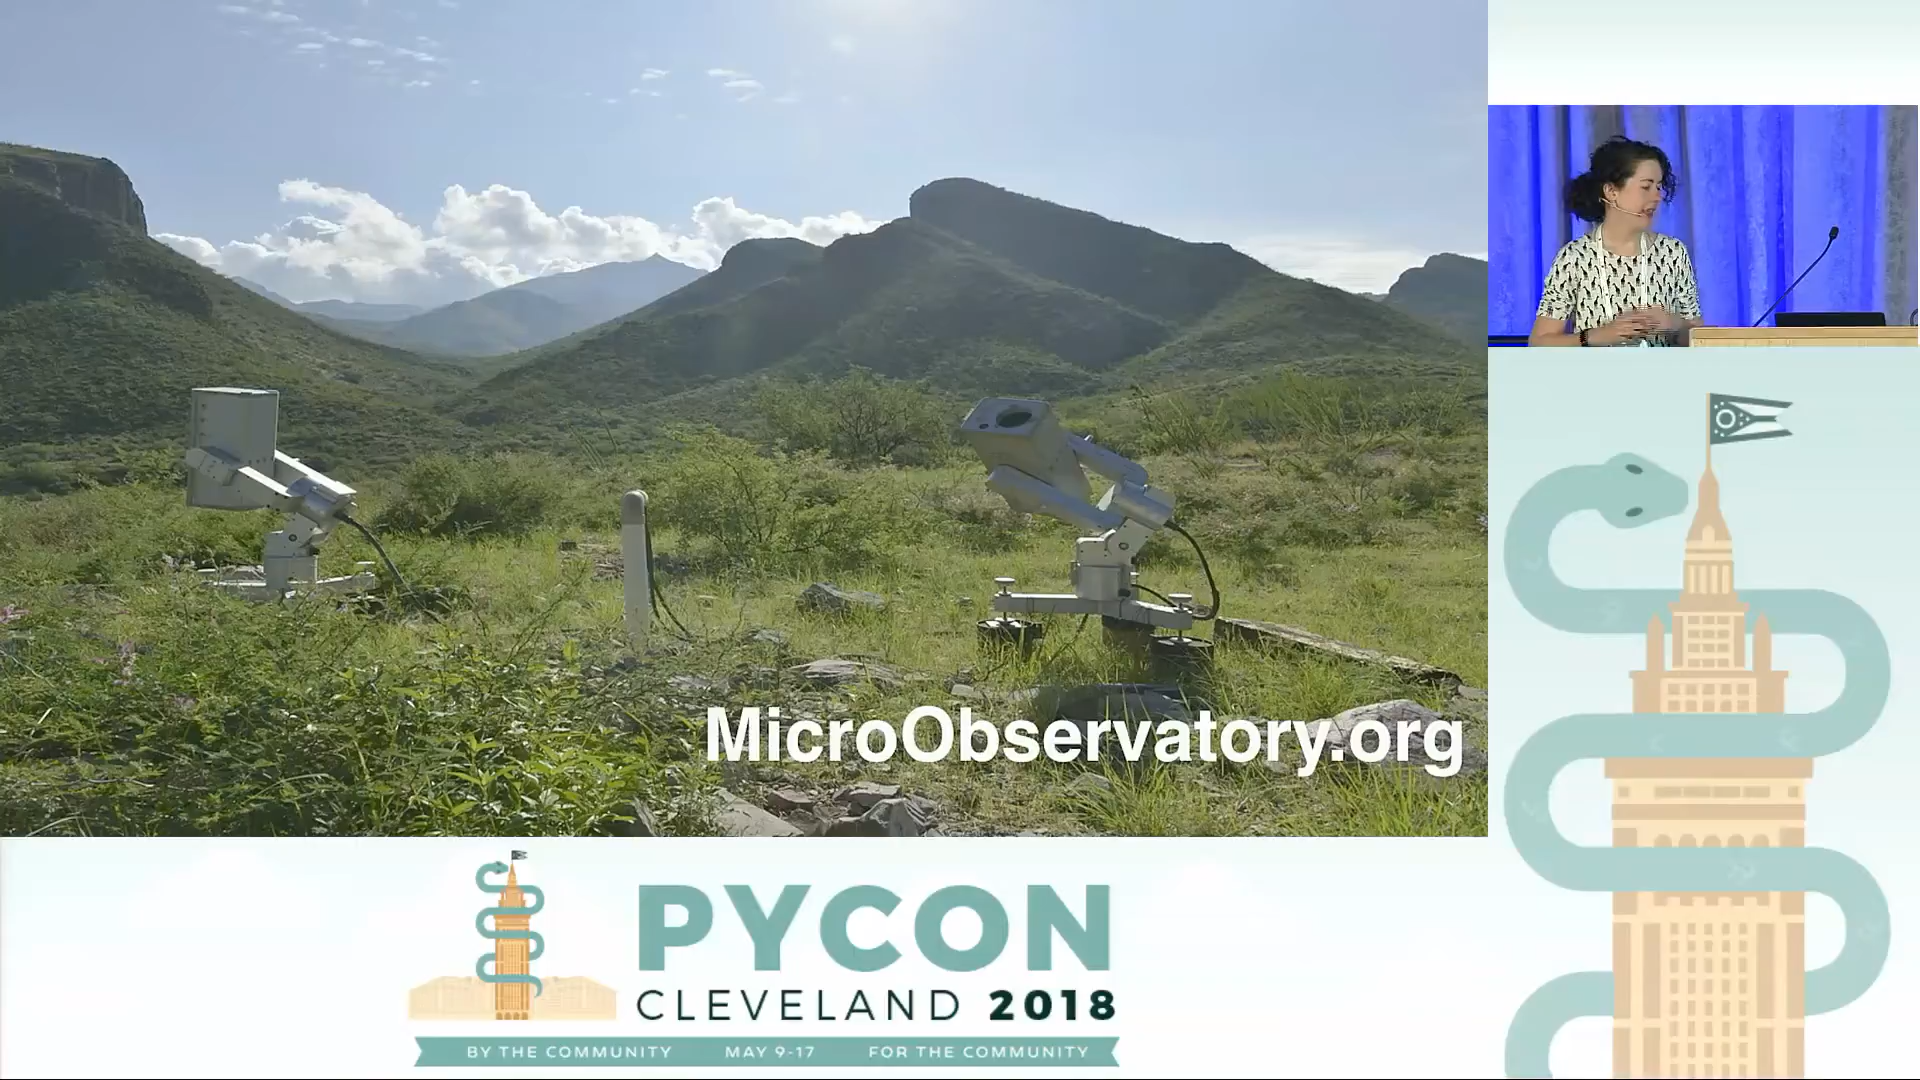 MicroObservatory.org
PYCON
CLEVELAND 2018
BY THE COMMUNITY MAY 9-17 FOR THE COMMUNITY